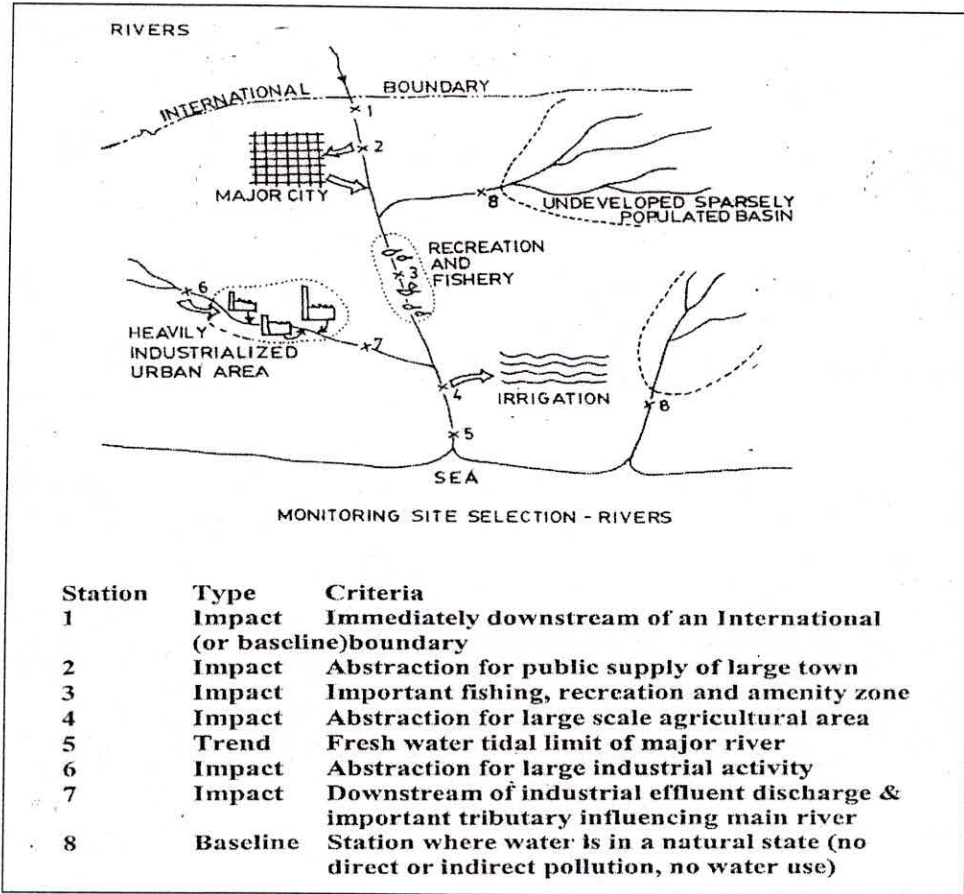 RIVERS
INTERNATIONAL BOUNDARY
1
2
MAJOR CITY
8
UNDEVELOPED SPARSELY
POPULATED BASIN
RECREATION
AND
3
FISHERY
6
HEAVILY
INDUSTRIALIZED
URBAN AREA
7
4
IRRIGATION
8
5
SEA
MONITORING SITE SELECTION - RIVERS
Station Type Criteria
1 Impact Immediately downstream of an International
(or baseline)boundary
2 Impact Abstraction for public supply of large town
3 Impact Important fishing, recreation and amenity zone
4 Impact Abstraction for large scale agricultural area
5 Trend Fresh water tidal limit of major river
6 Impact Abstraction for large industrial activity
7 Impact Downstream of industrial effluent discharge &
important tributary influencing main river
8 Baseline Station where water is in a natural state (no
direct or indirect pollution, no water use)